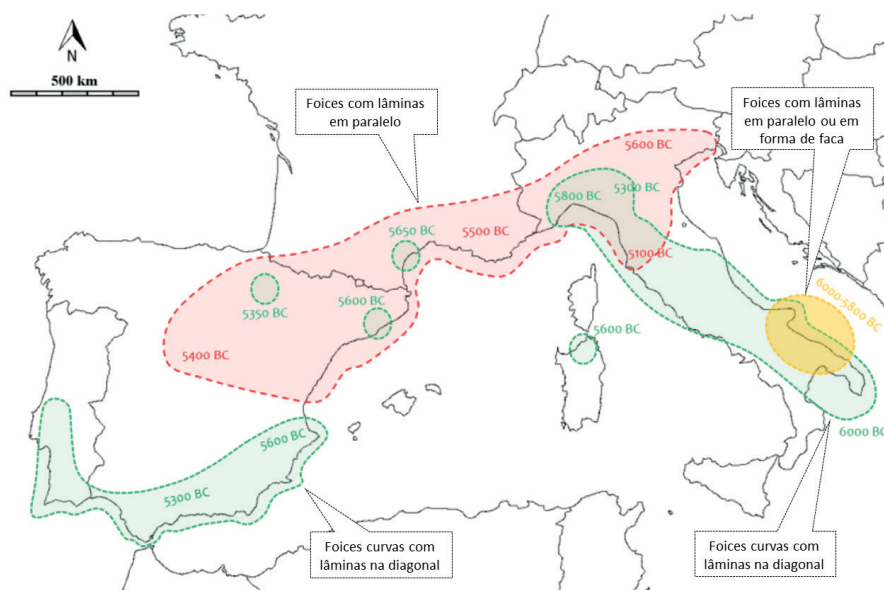 N
500 km
Foices com lâminas
em paralelo
Foices com lâminas
em paralelo ou em
forma de faca
5600 BC
5800 BC
5300 BC
5650 BC
5500 BC
5100 BC
5350 BC
5600 BC
5400 BC
6000-5800 BC
5600 BC
6000 BC
5600 BC
5300 BC
Foices curvas com
lâminas na diagonal
Foices curvas com
lâminas na diagonal